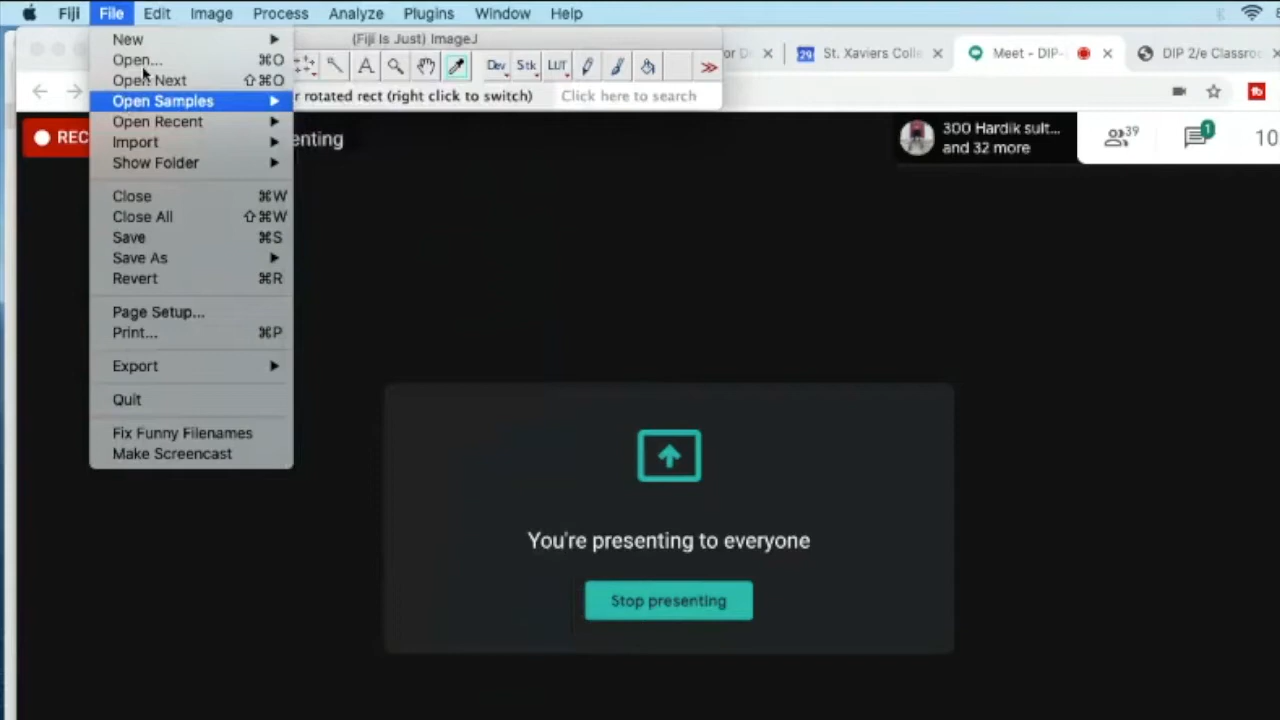 Fiji File Edit Image Process Analyze Plugins Window Help
(Fiji Is Just) ImageJ
New
Open... ⌘O
Open Next ⇧⌘O
Open Samples
Open Recent
Import
Show Folder
Close ⌘W
Close All ⇧⌘W
Save ⌘S
Save As
Revert ⌘R
Page Setup...
Print... ⌘P
Export
Quit
Fix Funny Filenames
Make Screencast
A Dev Stk LUT
r rotated rect (right click to switch) Click here to search
St. Xaviers Colle
29
Meet - DIP-
DIP 2/e Classroo
REC
enting
300 Hardik sult...
and 32 more
39
1
10
You're presenting to everyone
Stop presenting